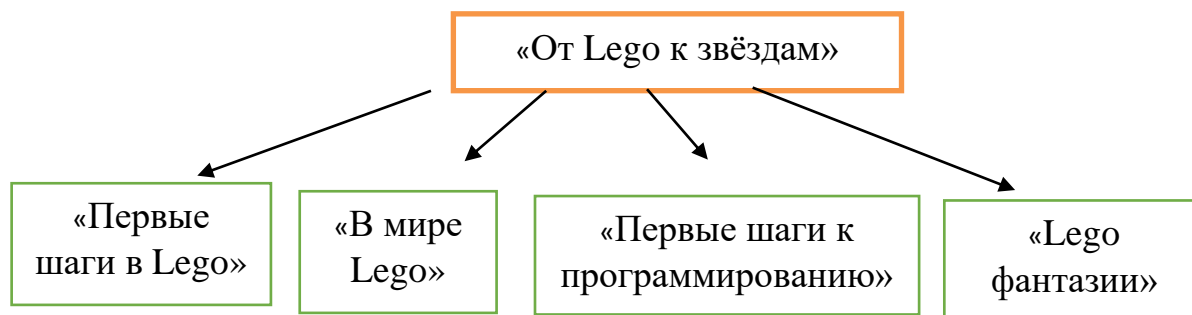 «От Lego к звёздам»
«Первые
шаги в Lego»
«В мире
Lego»
«Первые шаги к
программированию»
«Lego
фантазии»